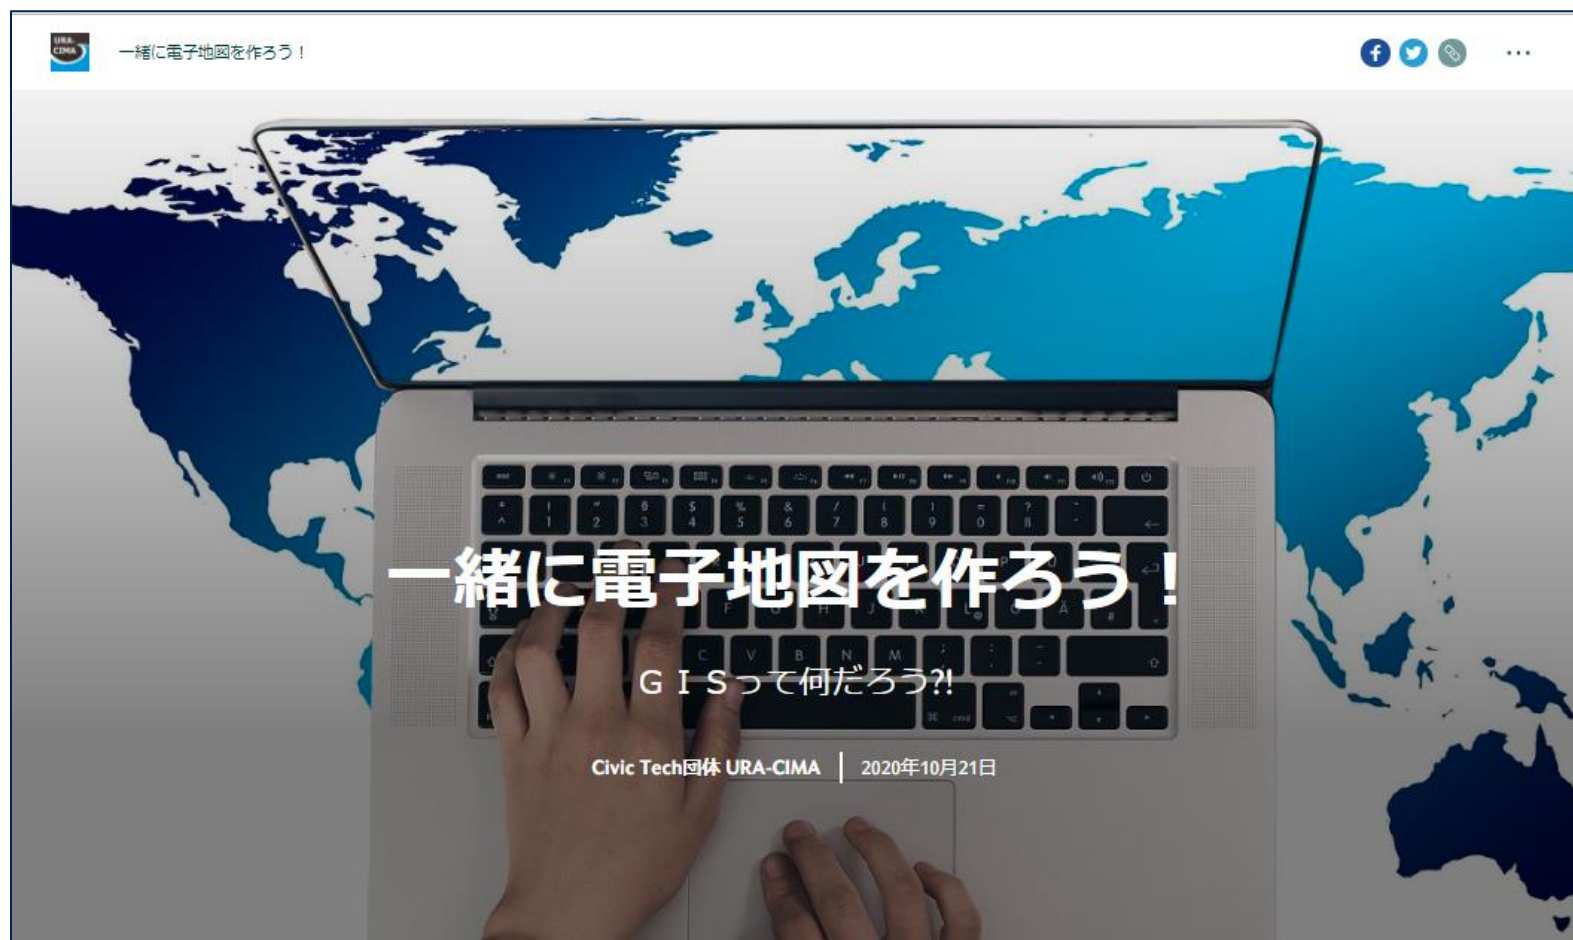 URA-
CIMA
一緒に電子地図を作ろう！
一緒に電子地図を作ろう！
ＧＩＳって何だろう⁈
Civic Tech団体 URA-CIMA
2020年10月21日